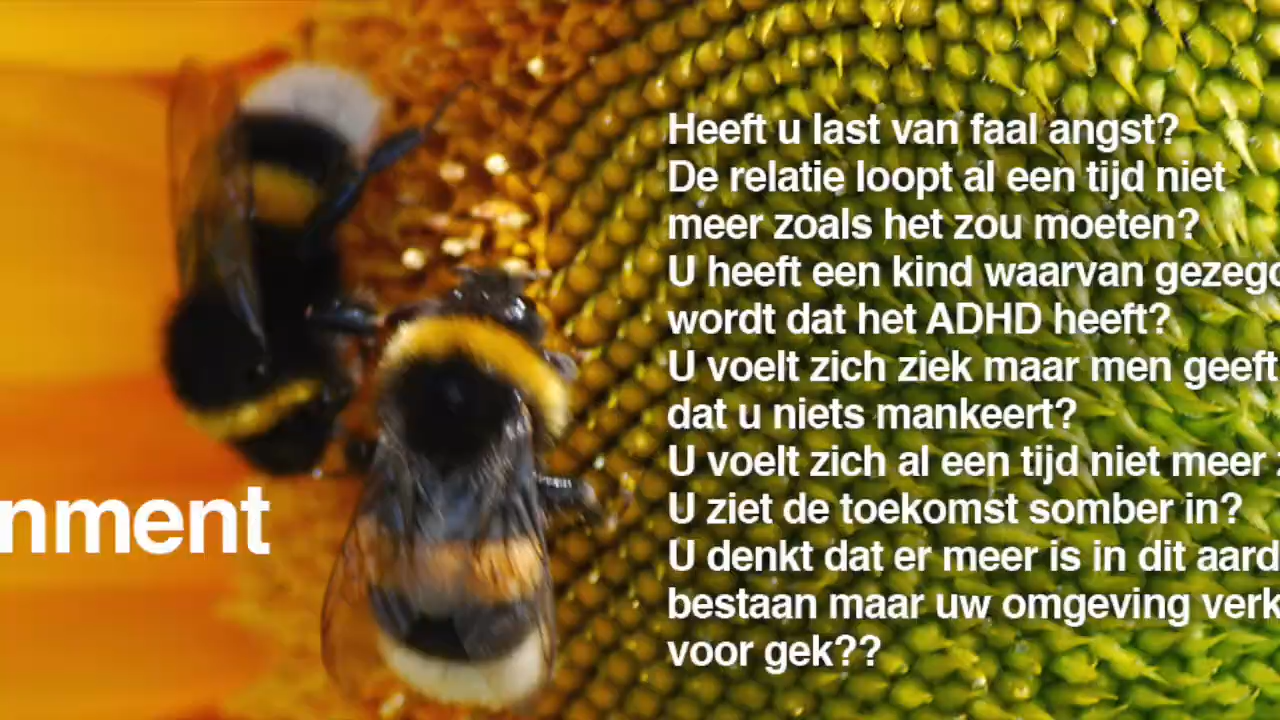 Heeft u last van faal angst?
De relatie loopt al een tijd niet
meer zoals het zou moeten?
U heeft een kind waarvan
wordt dat het ADHD heeft?
U voelt zich ziek maar men geeft
dat u niets mankeert?
U voelt zich al een tijd niet meer
nment
U ziet de toekomst somber in?
U denkt dat er meer is in dit
bestaan maar uw omgeving
voor gek??